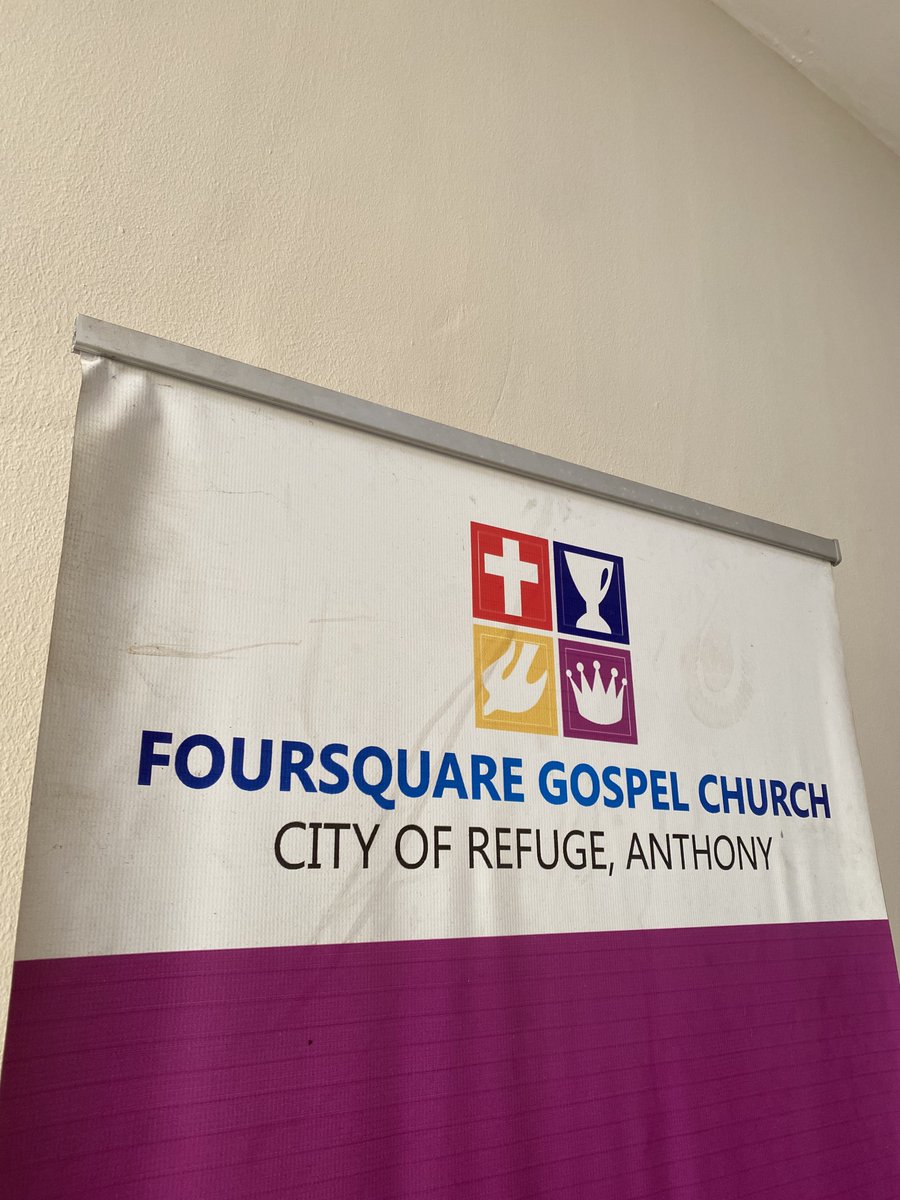 FOURSQUARE GOSPEL CHURCH
CITY OF REFUGE, ANTHONY